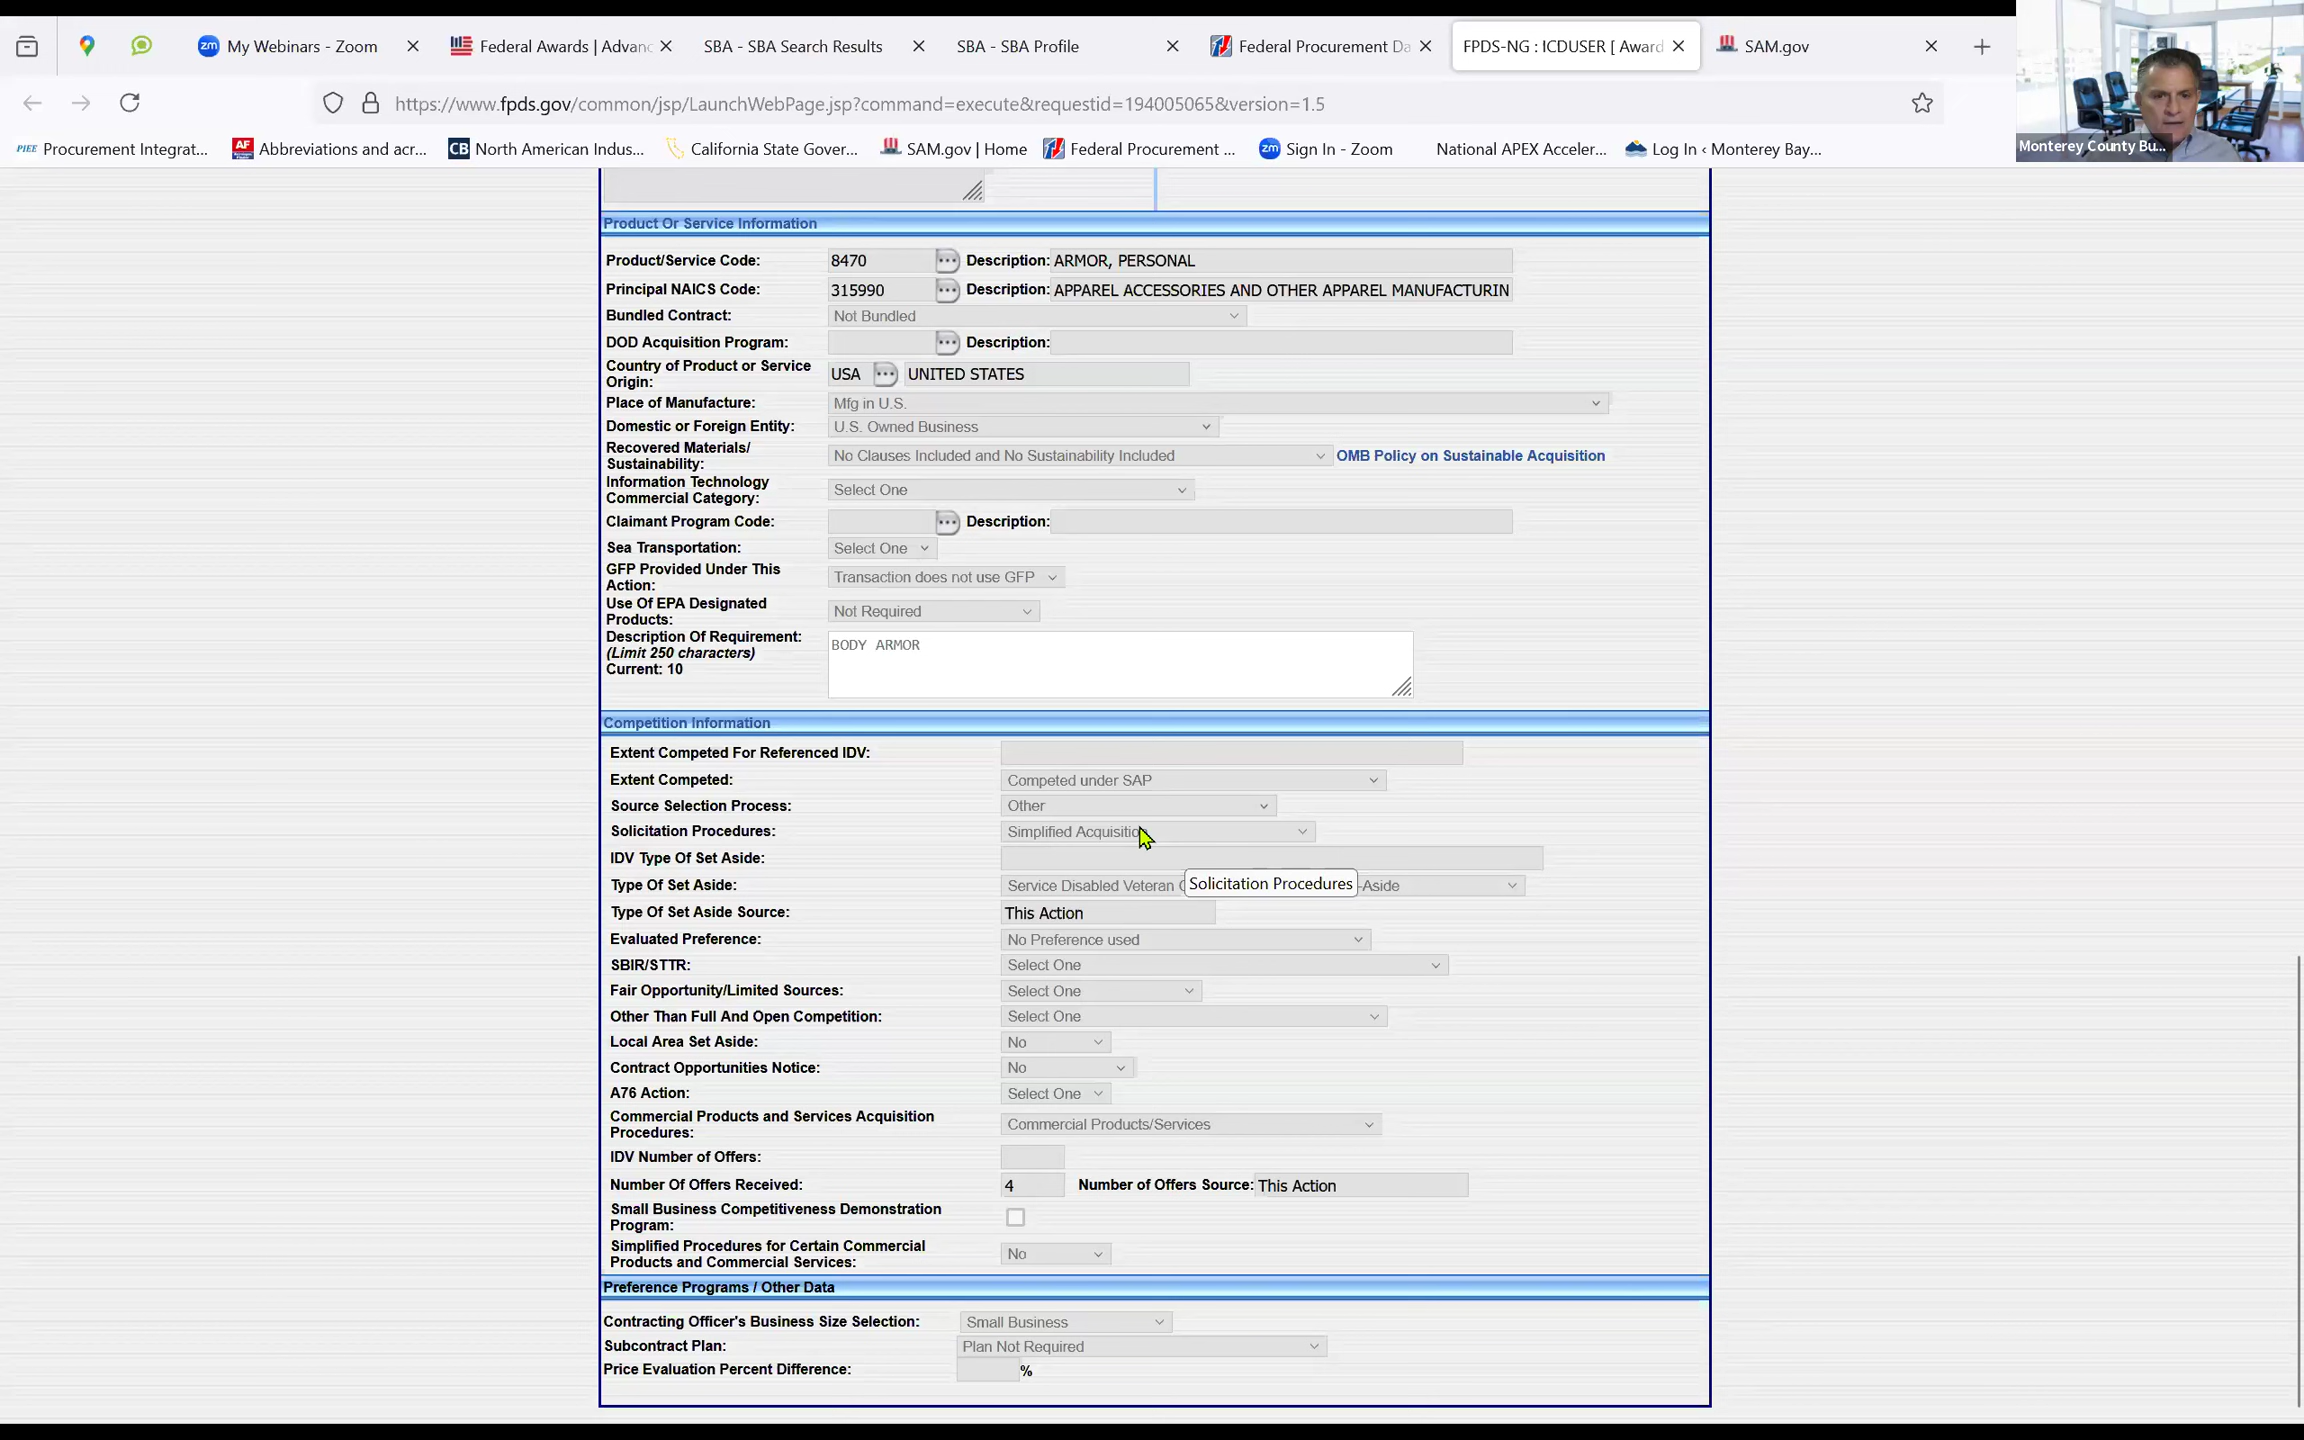 My Webinars - Zoom
Federal Awards | Advanc
SBA - SBA Search Results
SBA - SBA Profile
Federal Procurement Da
FPDS-NG : ICDUSER [ Award
SAM.gov
https://www.fpds.gov/common/jsp/LaunchWebPage.jsp?command=execute&requestid=194005065&version=1.5
Monterey County Bu...
PIEE Procurement Integrat...
AF Abbreviations and acr...
CB North American Indus...
California State Gover...
SAM.gov | Home
Federal Procurement ...
zm Sign In - Zoom
National APEX Acceler...
Log In ‹ Monterey Bay...
Product Or Service Information
Product/Service Code: 8470 Description: ARMOR, PERSONAL
Principal NAICS Code: 315990 Description: APPAREL ACCESSORIES AND OTHER APPAREL MANUFACTURIN
Bundled Contract: Not Bundled
DOD Acquisition Program: Description:
Country of Product or Service
Origin: USA UNITED STATES
Place of Manufacture: Mfg in U.S.
Domestic or Foreign Entity: U.S. Owned Business
Recovered Materials/
Sustainability: No Clauses Included and No Sustainability Included OMB Policy on Sustainable Acquisition
Information Technology
Commercial Category: Select One
Claimant Program Code: Description:
Sea Transportation: Select One
GFP Provided Under This
Action: Transaction does not use GFP
Use Of EPA Designated
Products: Not Required
Description Of Requirement: BODY ARMOR
(Limit 250 characters)
Current: 10
Competition Information
Extent Competed For Referenced IDV:
Extent Competed: Competed under SAP
Source Selection Process: Other
Solicitation Procedures: Simplified Acquisition
IDV Type Of Set Aside:
Type Of Set Aside: Service Disabled Veteran -Aside
Solicitation Procedures
Type Of Set Aside Source: This Action
Evaluated Preference: No Preference used
SBIR/STTR: Select One
Fair Opportunity/Limited Sources: Select One
Other Than Full And Open Competition: Select One
Local Area Set Aside: No
Contract Opportunities Notice: No
A76 Action: Select One
Commercial Products and Services Acquisition
Procedures: Commercial Products/Services
IDV Number of Offers:
Number Of Offers Received: 4 Number of Offers Source: This Action
Small Business Competitiveness Demonstration
Program:
Simplified Procedures for Certain Commercial
Products and Commercial Services: No
Preference Programs / Other Data
Contracting Officer's Business Size Selection: Small Business
Subcontract Plan: Plan Not Required
Price Evaluation Percent Difference: %